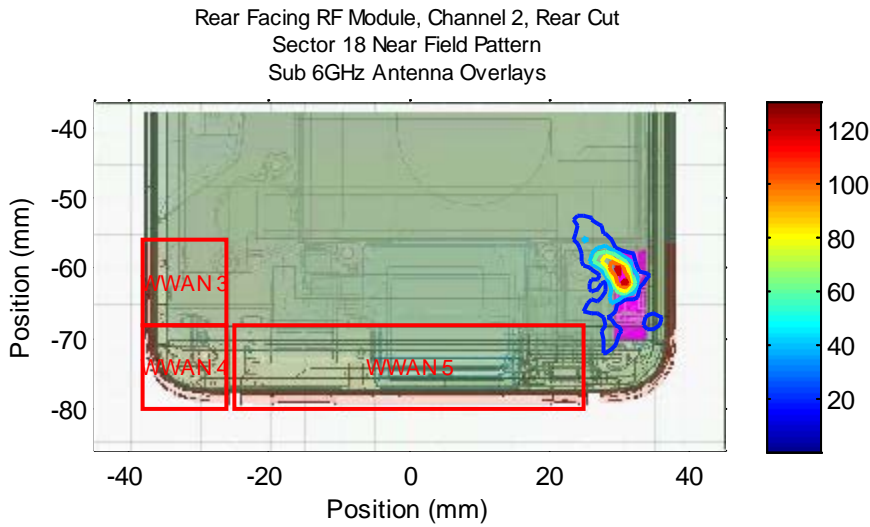 Rear Facing RF Module, Channel 2, Rear Cut
Sector 18 Near Field Pattern
Sub 6GHz Antenna Overlays
Position (mm)
-40
-50
-60
-70
-80
WWAN 3
WWAN 4
WWAN 5
-40
-20
0
20
40
Position (mm)
120
100
80
60
40
20